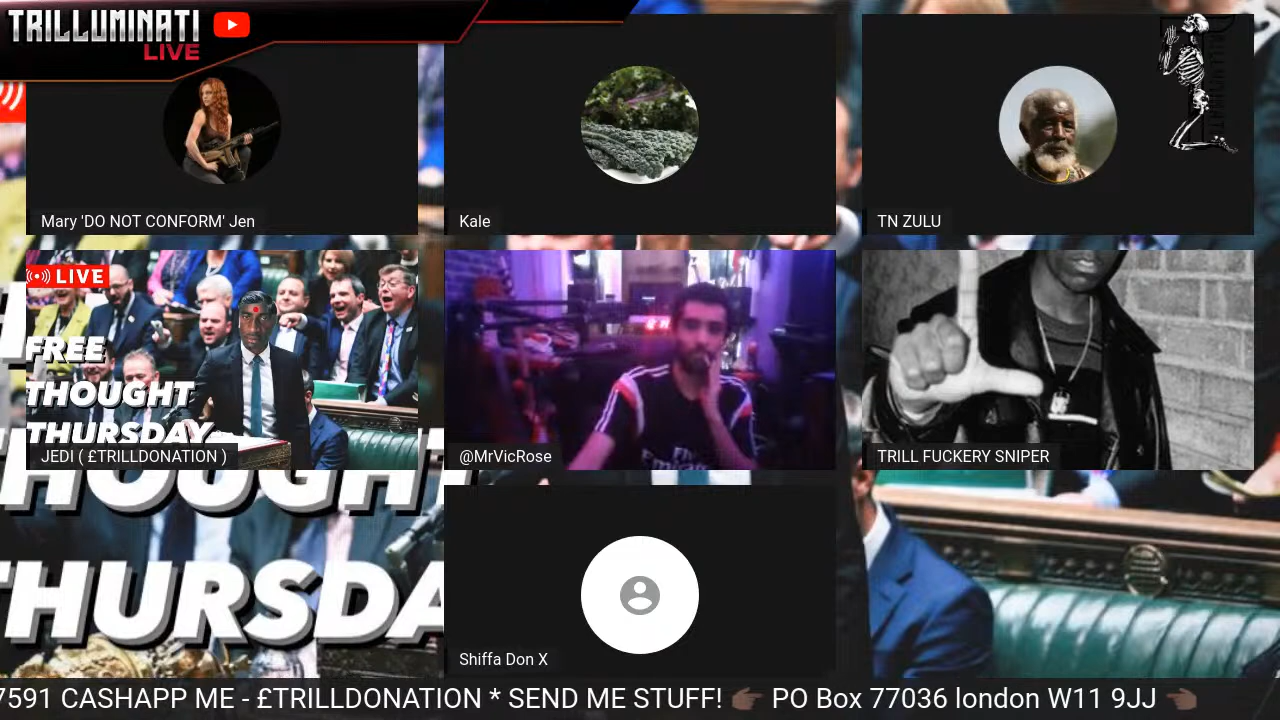 TRILLUMINATI
LIVE
Mary 'DO NOT CONFORM' Jen
Kale
TN ZULU
LIVE
FREE
THOUGHT
THURSDAY
JEDI ( £TRILLDONATION )
@MrVicRose
TRILL FUCKERY SNIPER
THOUGHT
THURSDA
Shiffa Don X
7591 CASHAPP ME - £TRILLDONATION * SEND ME STUFF! 👉🏾 PO Box 77036 london W11 9JJ 👈🏾